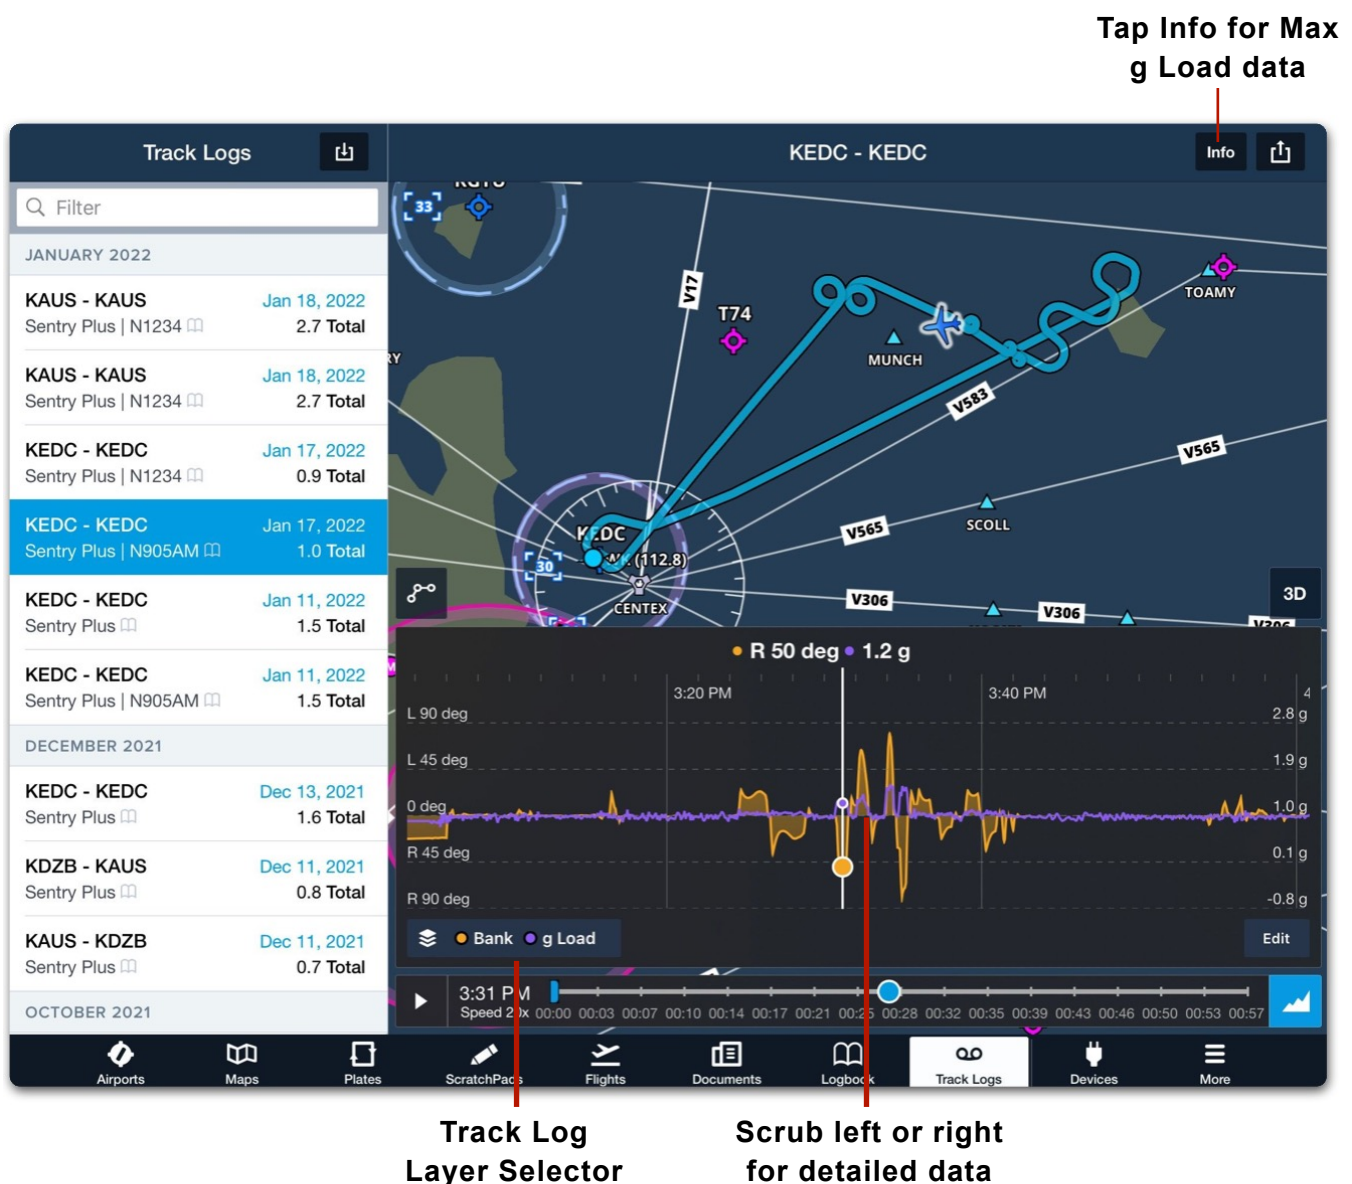 Tap Info for Max
g Load data
Track Logs
KEDC - KEDC
Info
Filter
JANUARY 2022
KAUS - KAUS
Jan 18, 2022
Sentry Plus | N1234
2.7 Total
KAUS - KAUS
Jan 18, 2022
Sentry Plus | N1234
2.7 Total
KEDC - KEDC
Jan 17, 2022
Sentry Plus | N1234
0.9 Total
KEDC - KEDC
Jan 17, 2022
Sentry Plus | N905AM
1.0 Total
KEDC - KEDC
Jan 11, 2022
Sentry Plus
1.5 Total
KEDC - KEDC
Jan 11, 2022
Sentry Plus | N905AM
1.5 Total
DECEMBER 2021
KEDC - KEDC
Dec 13, 2021
Sentry Plus
1.6 Total
KDZB - KAUS
Dec 11, 2021
Sentry Plus
0.8 Total
KAUS - KDZB
Dec 11, 2021
Sentry Plus
0.7 Total
OCTOBER 2021
KGTU
33
V17
T74
TOAMY
MUNCH
RY
V583
V565
SCOLL
V565
KEDC
30
(112.8)
CENTEX
V306
V306
V306
3D
R 50 deg
1.2 g
3:20 PM
3:40 PM
4
L 90 deg
2.8 g
L 45 deg
1.9 g
0 deg
1.0 g
R 45 deg
0.1 g
R 90 deg
-0.8 g
Bank
g Load
Edit
3:31 PM
Speed 20x
00:00 00:03 00:07 00:10 00:14 00:17 00:21 00:25 00:28 00:32 00:35 00:39 00:43 00:46 00:50 00:53 00:57
Airports
Maps
Plates
ScratchPads
Flights
Documents
Logbook
Track Logs
Devices
More
Track Log
Layer Selector
Scrub left or right
for detailed data